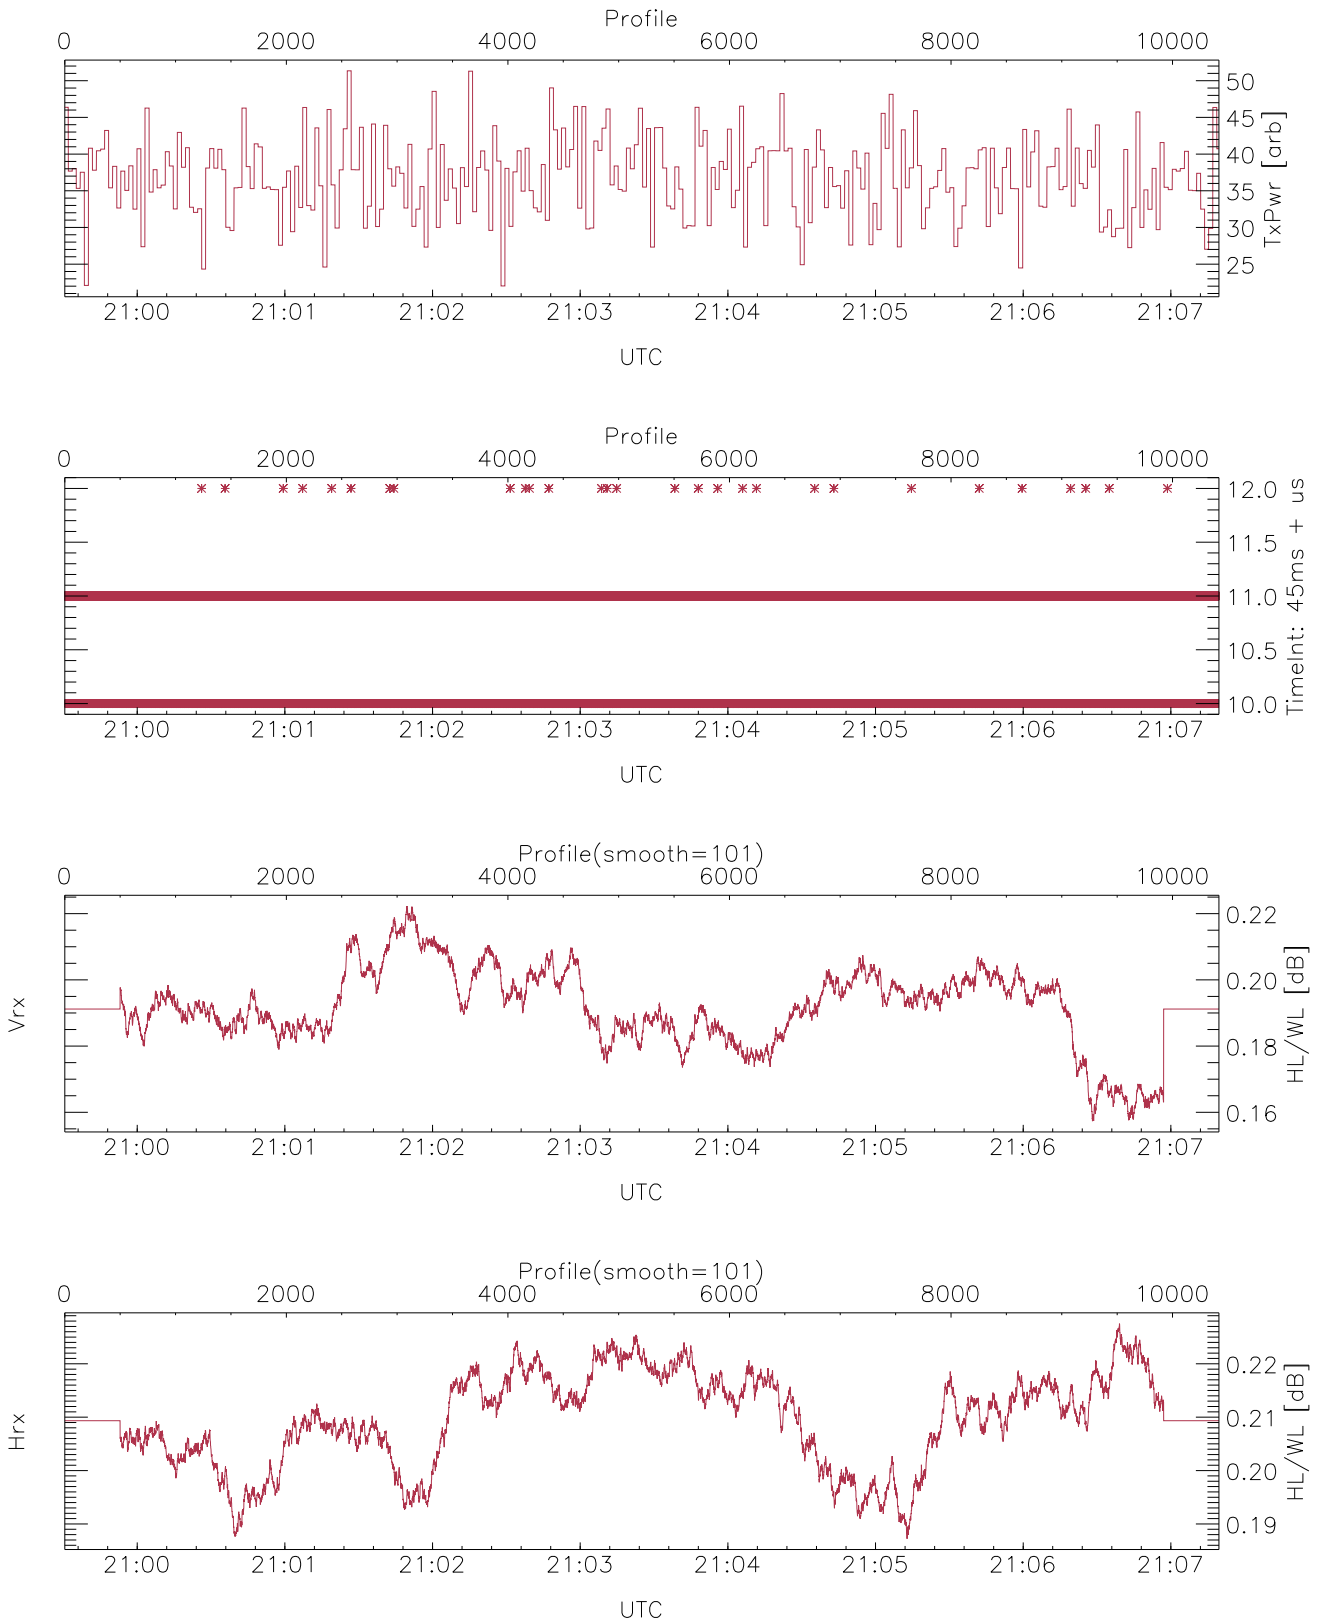 Profile
0 2000 4000 6000 8000 10000
50
45
40
35
30
25
TxPwr [arb]
21:00 21:01 21:02 21:03 21:04 21:05 21:06 21:07
UTC
Profile
0 2000 4000 6000 8000 10000
12.0
11.5
11.0
10.5
10.0
TimeInt: 45ms + us
21:00 21:01 21:02 21:03 21:04 21:05 21:06 21:07
UTC
Profile(smooth=101)
0 2000 4000 6000 8000 10000
Vrx
0.22
0.20
0.18
0.16
HL/WL [dB]
21:00 21:01 21:02 21:03 21:04 21:05 21:06 21:07
UTC
Profile(smooth=101)
0 2000 4000 6000 8000 10000
Hrx
0.22
0.21
0.20
0.19
HL/WL [dB]
21:00 21:01 21:02 21:03 21:04 21:05 21:06 21:07
UTC